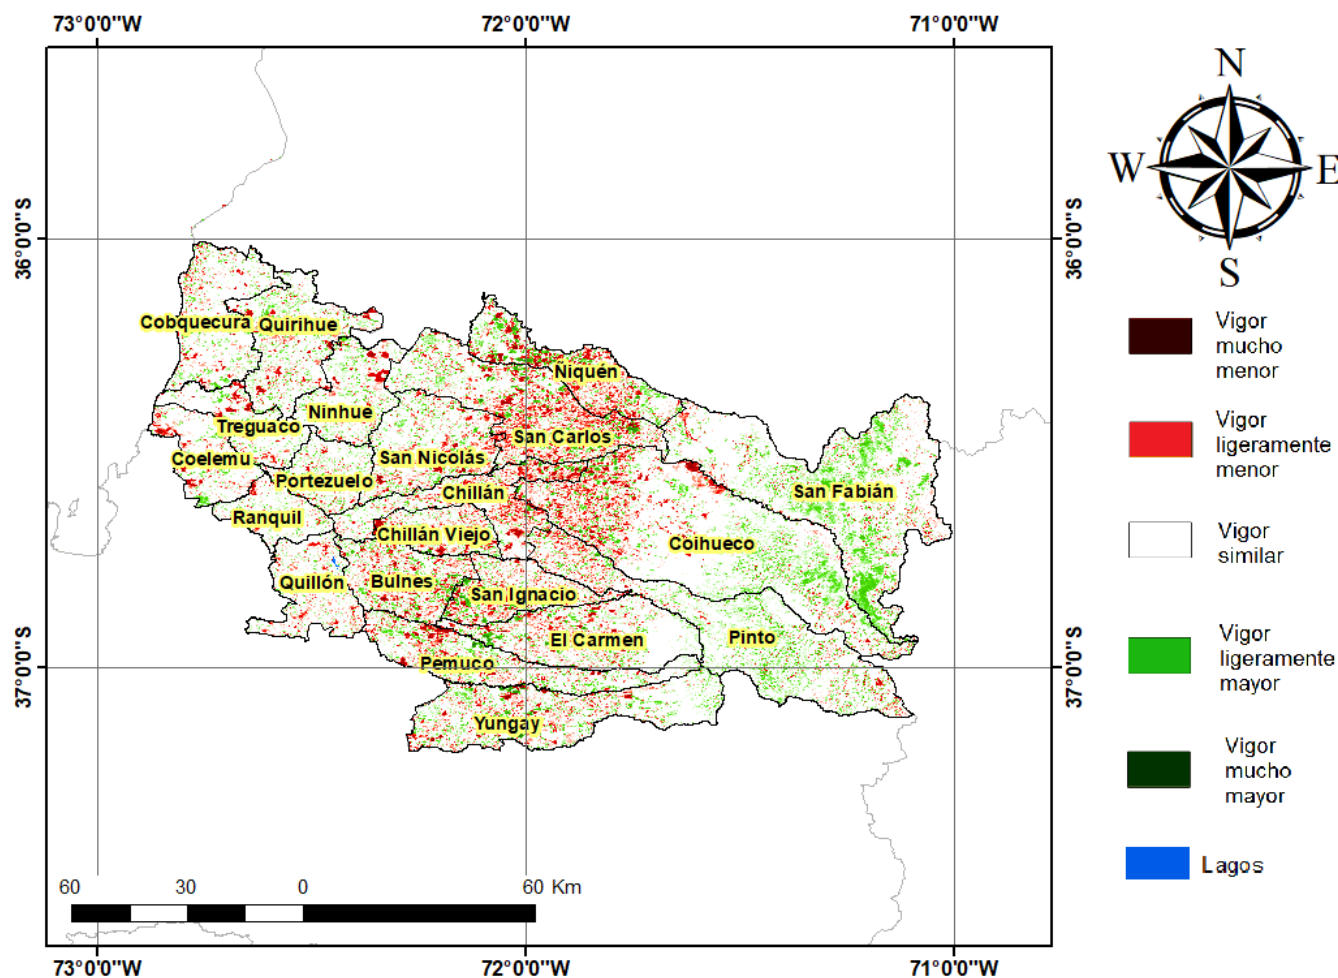 73°0'0"W
72°0'0"W
71°0'0"W
N
W
E
S
36°0'0"S
36°0'0"S
Vigor
mucho
menor
Cobquecura
Quirihue
Niquén
Ninhue
Vigor
ligeramente
menor
Treguaco
San Carlos
Coelemu
San Nicolás
Portezuelo
Chillán
San Fabián
Ranquil
Chillán Viejo
Coihueco
Vigor
similar
Quillón
Bulnes
San Ignacio
El Carmen
Pinto
Vigor
ligeramente
mayor
Pemuco
37°0'0"S
37°0'0"S
Yungay
Vigor
mucho
mayor
Lagos
60
30
0
60 Km
73°0'0"W
72°0'0"W
71°0'0"W